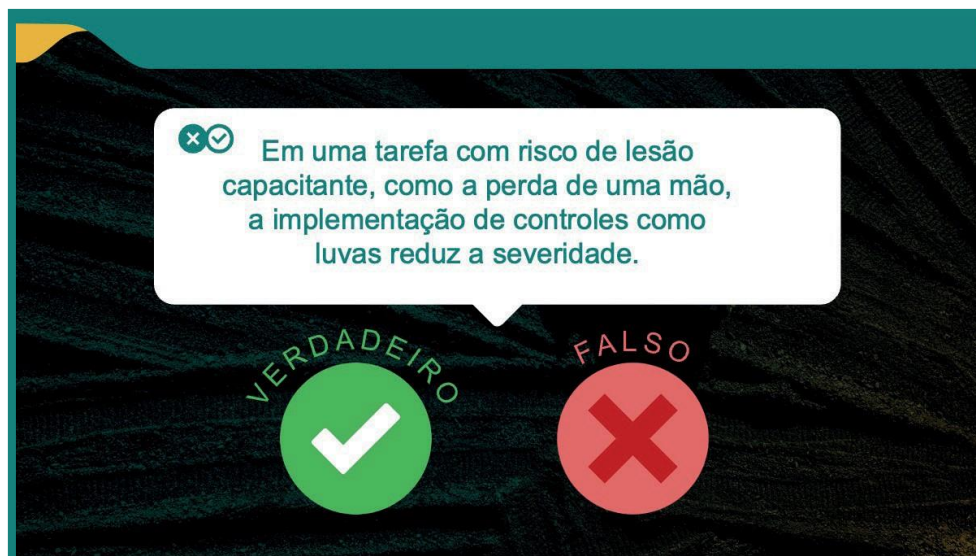 Em uma tarefa com risco de lesão
capacitante, como a perda de uma mão,
a implementação de controles como
luvas reduz a severidade.
VERDADEIRO
FALSO